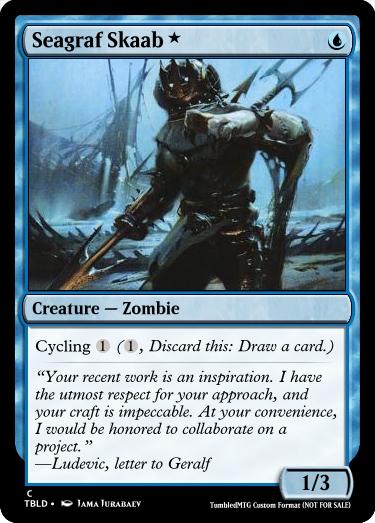 Seagraf Skaab ★
Creature — Zombie
Cycling 1 (1, Discard this: Draw a card.)
“Your recent work is an inspiration. I have
the utmost respect for your approach, and
your craft is impeccable. At your convenience,
I would be honored to collaborate on a
project.”
—Ludevic, letter to Geralf
1/3
C
TBLD • Jama Jurabaev
TumbledMTG Custom Format (NOT FOR SALE)